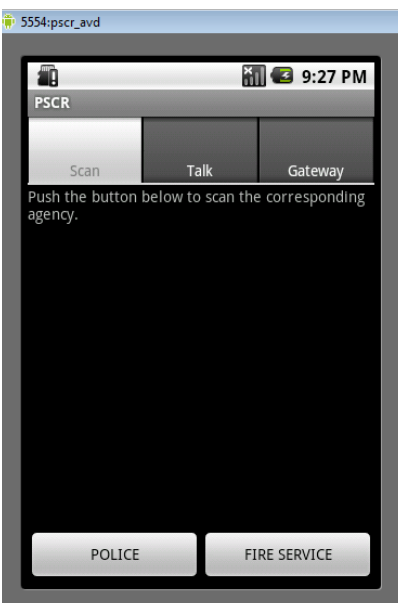 5554:pscr_avd
9:27 PM
PSCR
Scan Talk Gateway
Push the button below to scan the corresponding
agency.
POLICE FIRE SERVICE